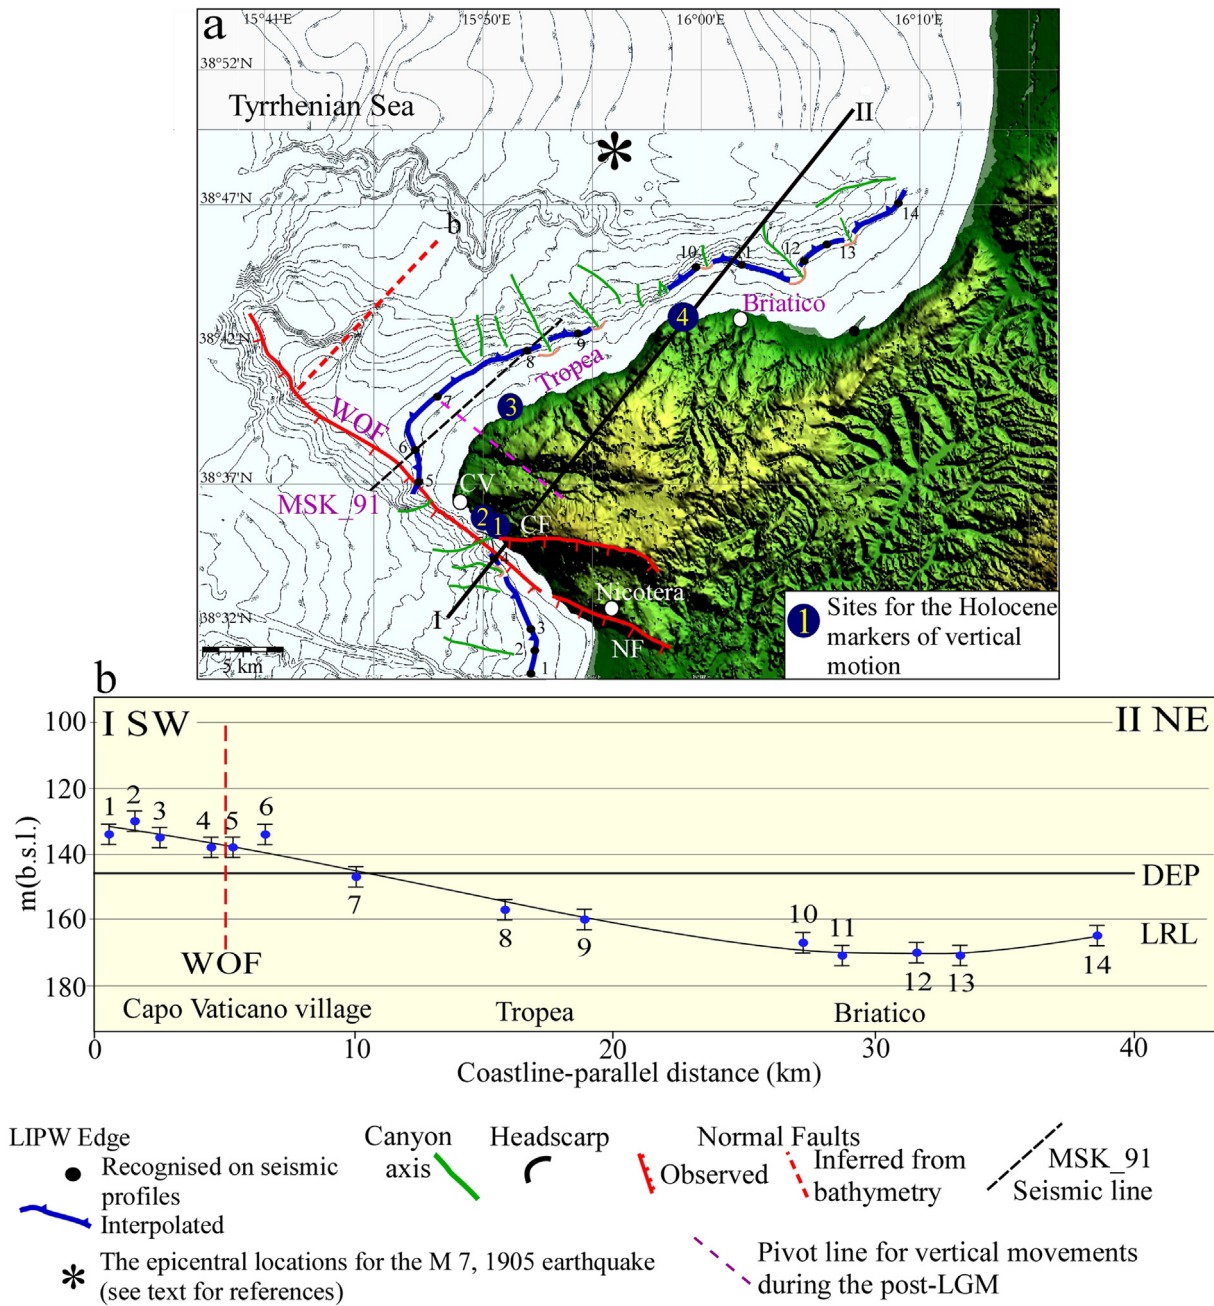 a
15°41'E
15°50'E
16°00'E
16°10'E
38°52'N
Tyrrhenian Sea
II
38°47'N
b
14
13
12
10
Briatico
4
38°42'N
9
8
Tropea
3
7
WOF
6
5
38°37'N
MSK_91
CV
2
1
CF
4
I
Nicotera
38°32'N
3
2
1
NF
5 km
1
Sites for the Holocene
markers of vertical
motion
b
I SW
II NE
100
120
140
160
180
m(b.s.l.)
1
2
3
4
5
6
7
8
9
10
11
12
13
14
DEP
LRL
WOF
Capo Vaticano village
Tropea
Briatico
0
10
20
30
40
Coastline-parallel distance (km)
LIPW Edge
Recognised on seismic
profiles
Interpolated
The epicentral locations for the M 7, 1905 earthquake
(see text for references)
Canyon
axis
Headscarp
Normal Faults
Observed
Inferred from
bathymetry
MSK_91
Seismic line
Pivot line for vertical movements
during the post-LGM